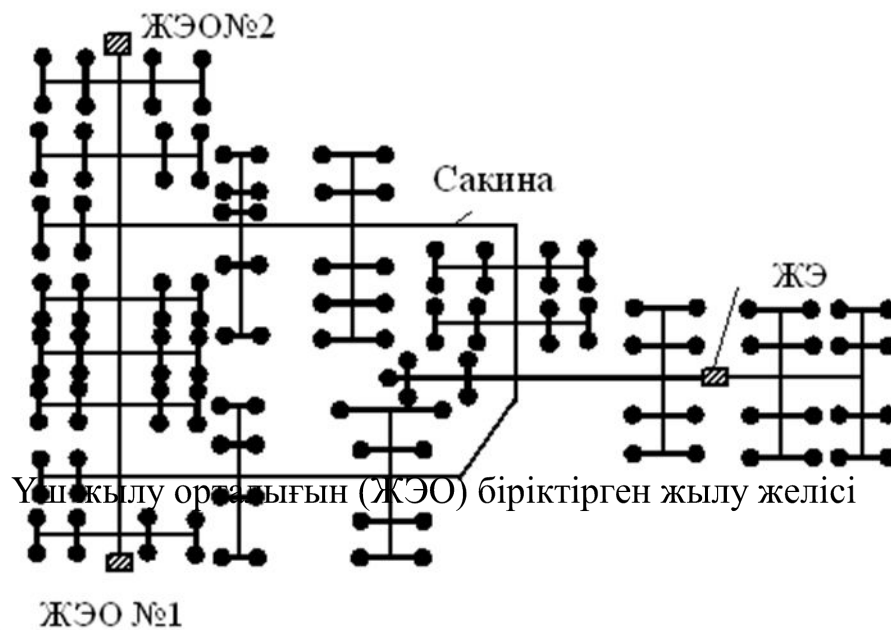 ЖЭО№2
Сакина
ЖЭ
Үш жылу орталығын (ЖЭО) біріктірген жылу желісі
ЖЭО №1